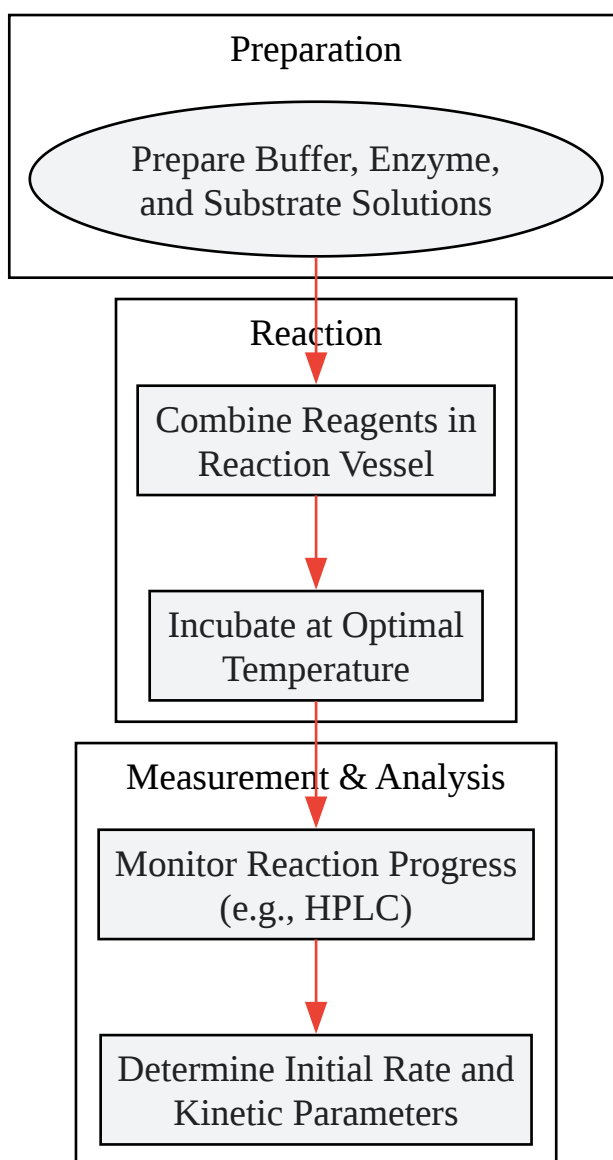 Preparation
Prepare Buffer, Enzyme,
and Substrate Solutions
Reaction
Combine Reagents in
Reaction Vessel
Incubate at Optimal
Temperature
Measurement & Analysis
Monitor Reaction Progress
(e.g., HPLC)
Determine Initial Rate and
Kinetic Parameters